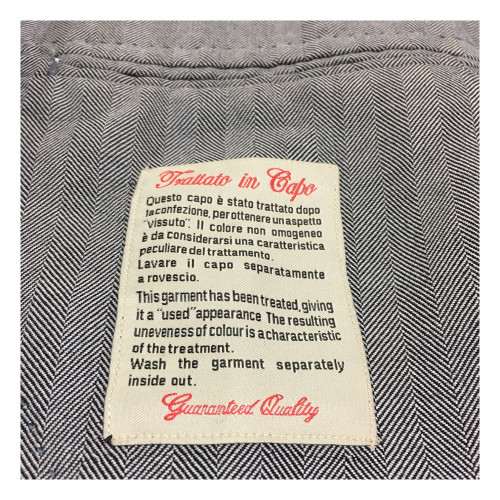 Trattato in Capo
Questo capo è stato trattato dopo
la confezione, per ottenere un aspetto
"vissuto". Il colore non omogeneo
è da considerarsi una caratteristica
peculiare del trattamento.
Lavare il capo separatamente
a rovescio.
This garment has been treated, giving
it a "used" appearance The resulting
uneveness of colour is a characteristic
of the treatment.
Wash the garment separately
inside out.
Guaranteed Quality